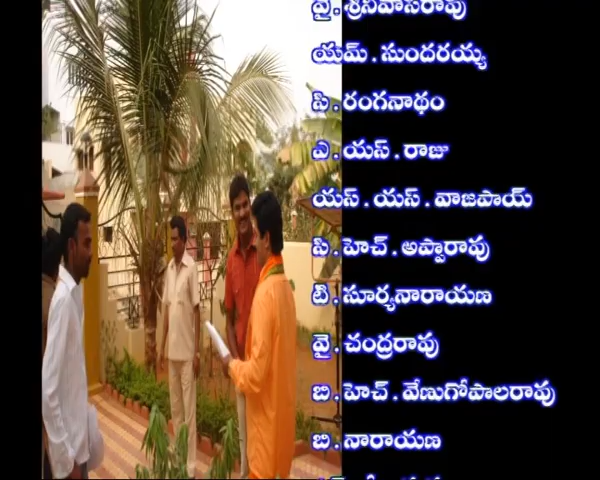 వై.శ్రీనివాసరావు
యమ్.సుందరయ్య
సి.రంగనాథం
ఎ.యస్.రాజు
యస్.యస్.వాజపాయ్
సి.హెచ్.అప్పారావు
టి.సూర్యనారాయణ
వై.చంద్రరావు
బి.హెచ్.వేణుగోపాలరావు
బి.నారాయణ